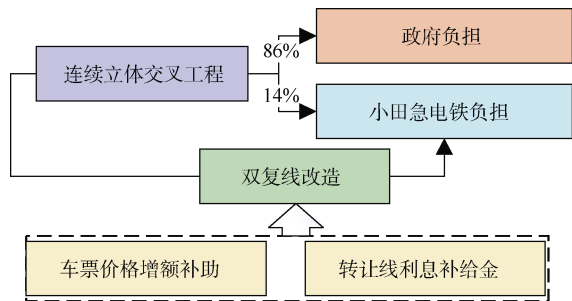 政府负担
86%
连续立体交叉工程
14%
小田急电铁负担
双复线改造
车票价格增额补助
转让线利息补给金